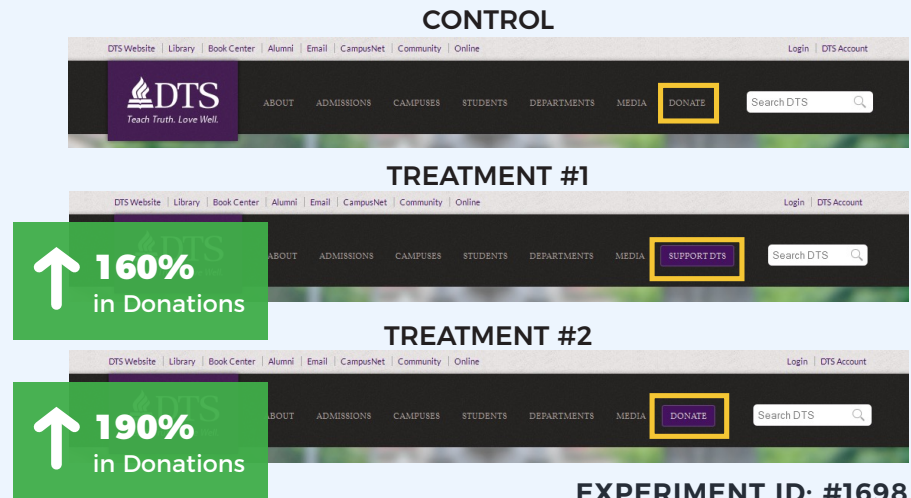 CONTROL
DTS Website | Library | Book Center | Alumni | Email | CampusNet | Community | Online Login | DTS Account
DTS
Teach Truth. Love Well.
ABOUT ADMISSIONS CAMPUSES STUDENTS DEPARTMENTS MEDIA DONATE Search DTS
TREATMENT #1
DTS Website | Library | Book Center | Alumni | Email | CampusNet | Community | Online Login | DTS Account
DTS
ABOUT ADMISSIONS CAMPUSES STUDENTS DEPARTMENTS MEDIA SUPPORT DTS Search DTS
160%
in Donations
TREATMENT #2
DTS Website | Library | Book Center | Alumni | Email | CampusNet | Community | Online Login | DTS Account
DTS
ABOUT ADMISSIONS CAMPUSES STUDENTS DEPARTMENTS MEDIA DONATE Search DTS
190%
in Donations
EXPERIMENT ID: #1698